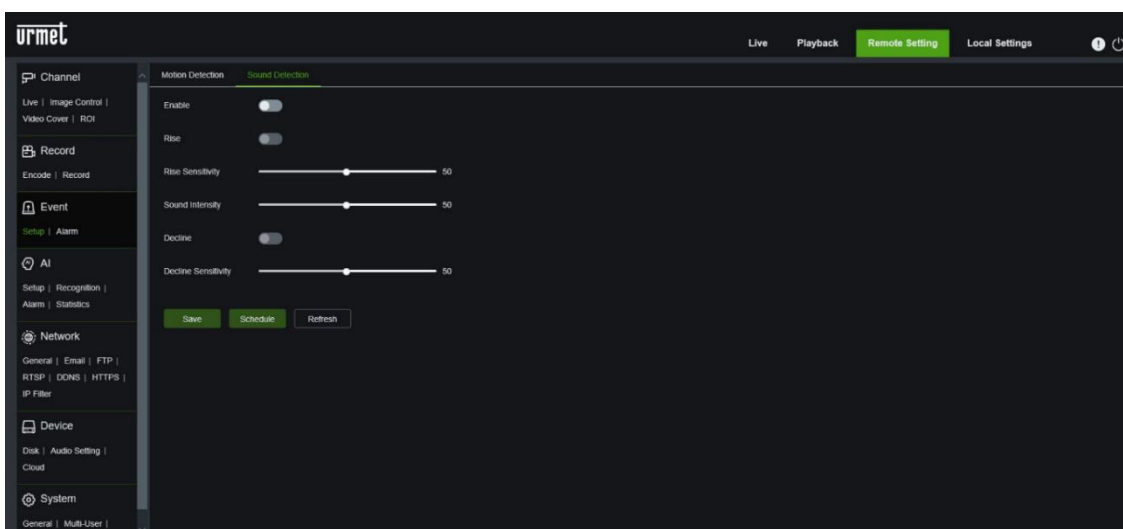 urmet
Live Playback Remote Setting Local Settings
Channel
Live | Image Control |
Video Cover | ROI
Record
Encode | Record
Event
Setup | Alarm
AI
Setup | Recognition |
Alarm | Statistics
Network
General | Email | FTP |
RTSP | DDNS | HTTPS |
IP Filter
Device
Disk | Audio Setting |
Cloud
System
General | Multi-User |
Motion Detection Sound Detection
Enable
Rise
Rise Sensitivity 50
Sound Intensity 50
Decline
Decline Sensitivity 50
Save Schedule Refresh